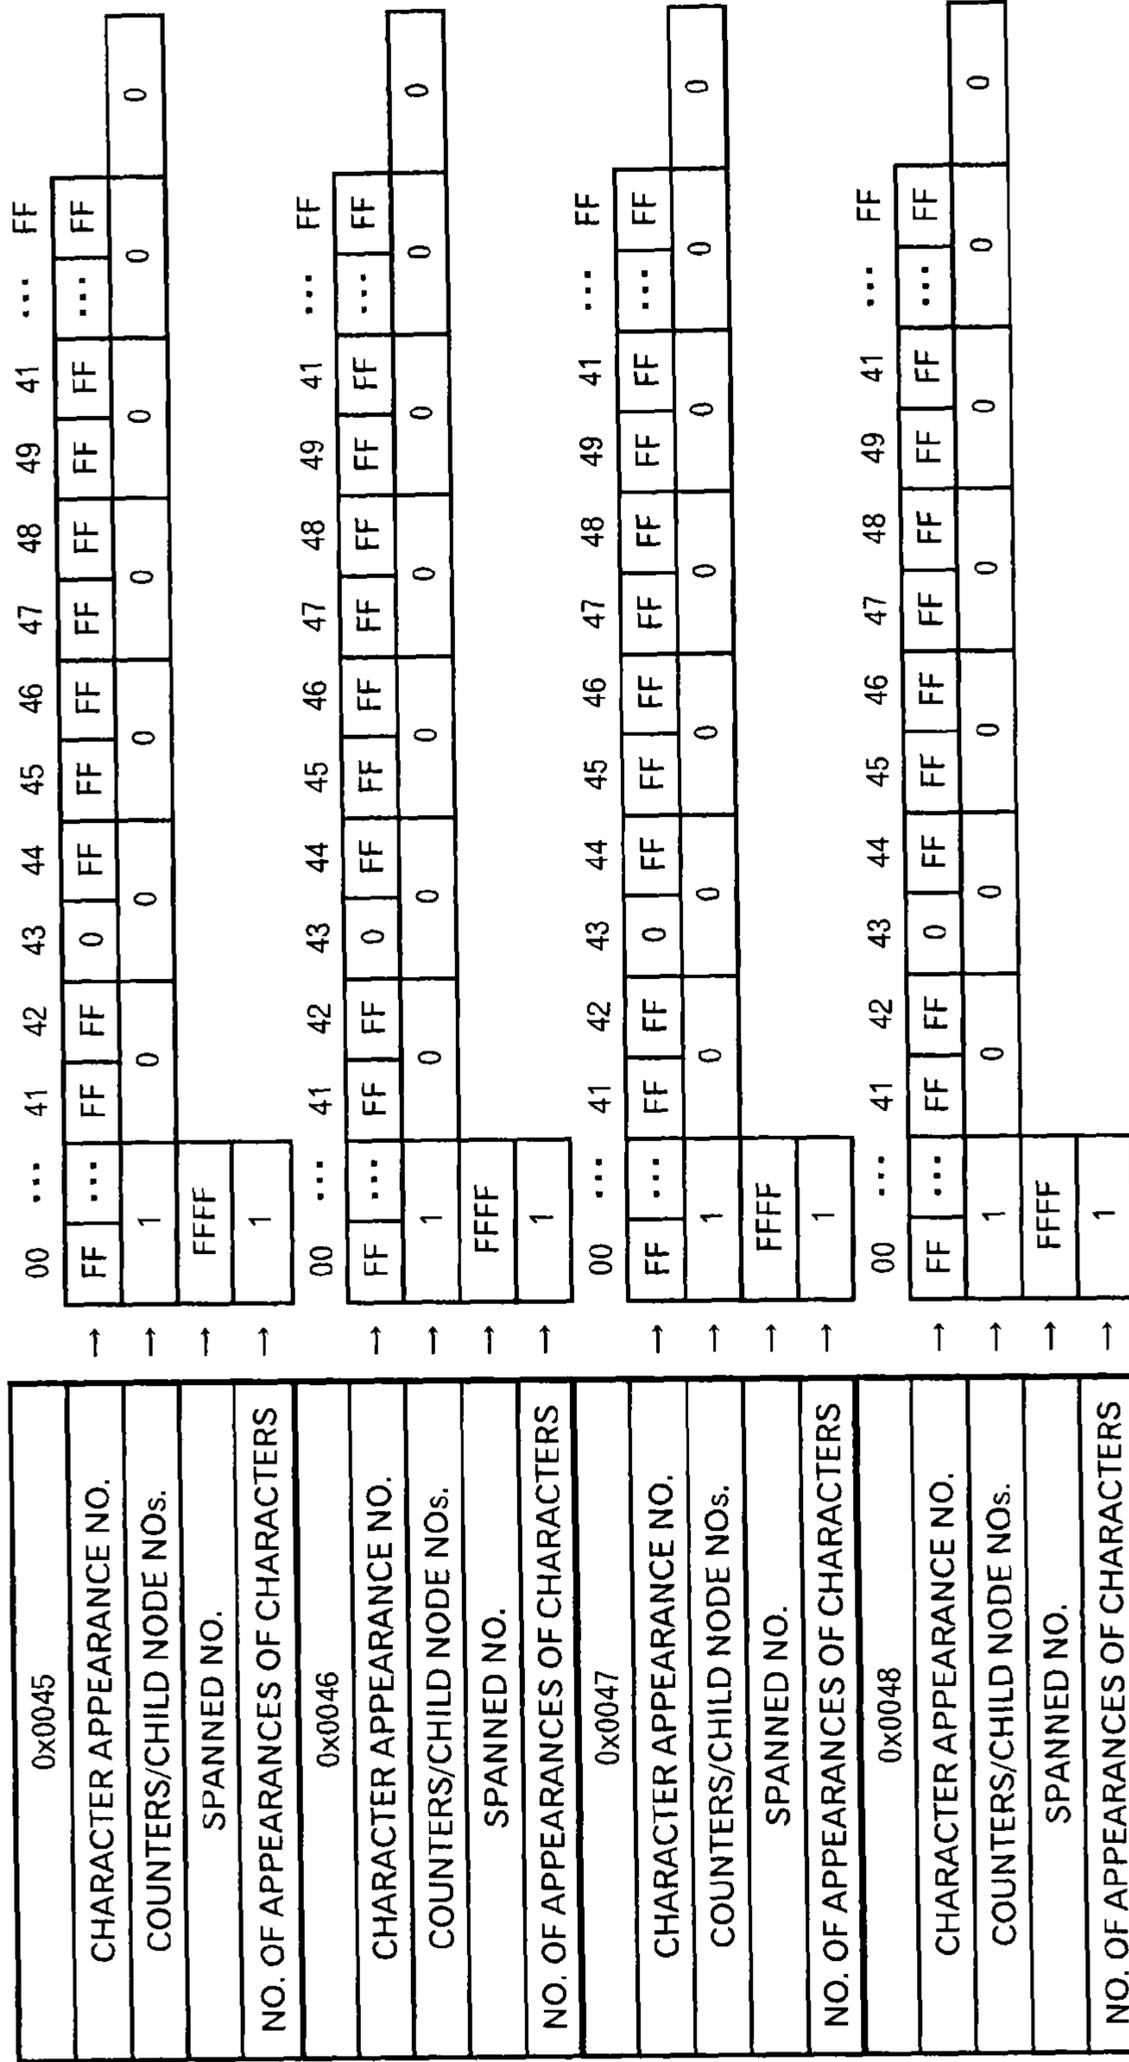 0x0045
00 ... 41 42 43 44 45 46 47 48 49 41 ... FF
CHARACTER APPEARANCE NO. → FF ... FF FF 0 FF FF FF FF FF FF FF ... FF
COUNTERS/CHILD NODE NOs. → 1 0 0 0 0 0 0 0
SPANNED NO. → FFFF
NO. OF APPEARANCES OF CHARACTERS → 1
0x0046
00 ... 41 42 43 44 45 46 47 48 49 41 ... FF
CHARACTER APPEARANCE NO. → FF ... FF FF 0 FF FF FF FF FF FF FF ... FF
COUNTERS/CHILD NODE NOs. → 1 0 0 0 0 0 0 0
SPANNED NO. → FFFF
NO. OF APPEARANCES OF CHARACTERS → 1
0x0047
00 ... 41 42 43 44 45 46 47 48 49 41 ... FF
CHARACTER APPEARANCE NO. → FF ... FF FF 0 FF FF FF FF FF FF FF ... FF
COUNTERS/CHILD NODE NOs. → 1 0 0 0 0 0 0 0
SPANNED NO. → FFFF
NO. OF APPEARANCES OF CHARACTERS → 1
0x0048
00 ... 41 42 43 44 45 46 47 48 49 41 ... FF
CHARACTER APPEARANCE NO. → FF ... FF FF 0 FF FF FF FF FF FF FF ... FF
COUNTERS/CHILD NODE NOs. → 1 0 0 0 0 0 0 0
SPANNED NO. → FFFF
NO. OF APPEARANCES OF CHARACTERS → 1